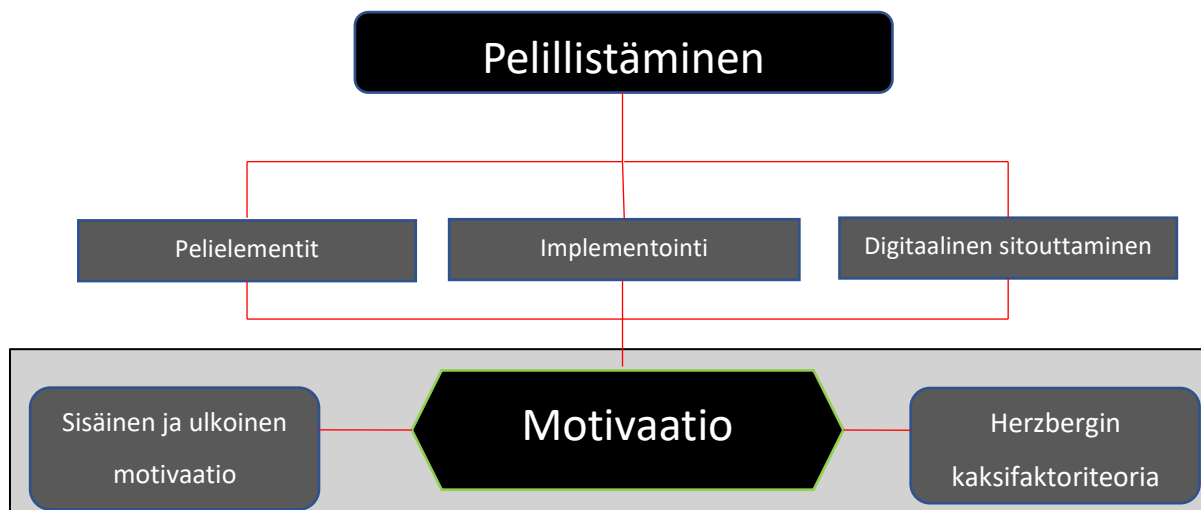 Pelillistäminen
Pelielementit
Implementointi
Digitaalinen sitouttaminen
Sisäinen ja ulkoinen
motivaatio
Motivaatio
Herzbergin
kaksifaktoriteoria